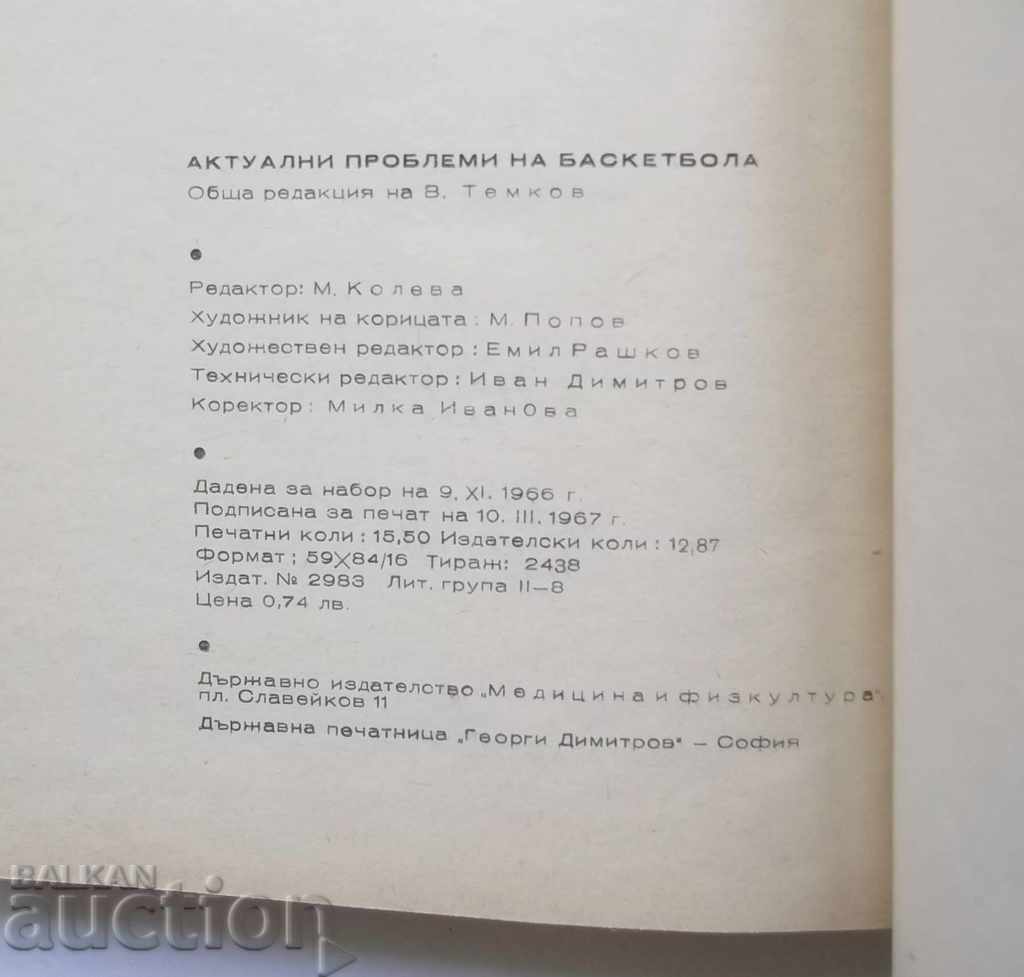 АКТУАЛНИ ПРОБЛЕМИ НА БАСКЕТБОЛА
Обща редакция на В. Темков
Редактор: М. Колева
Художник на корицата: М. Попов
Художествен редактор: Емил Рашков
Технически редактор: Иван Димитров
Коректор: Милка Иванова
Дадена за набор на 9. XI. 1966 г.
Подписана за печат на 10. III. 1967 г.
Печатни коли: 15,50 Издателски коли: 12,87
Формат; 59X84/16 Тираж: 2438
Издат. № 2983 Лит. група II—8
Цена 0,74 лв.
Държавно издателство „Медицина и физкултура“
пл. Славейков 11
Държавна печатница „Георги Димитров“ — София
BALKAN
auction